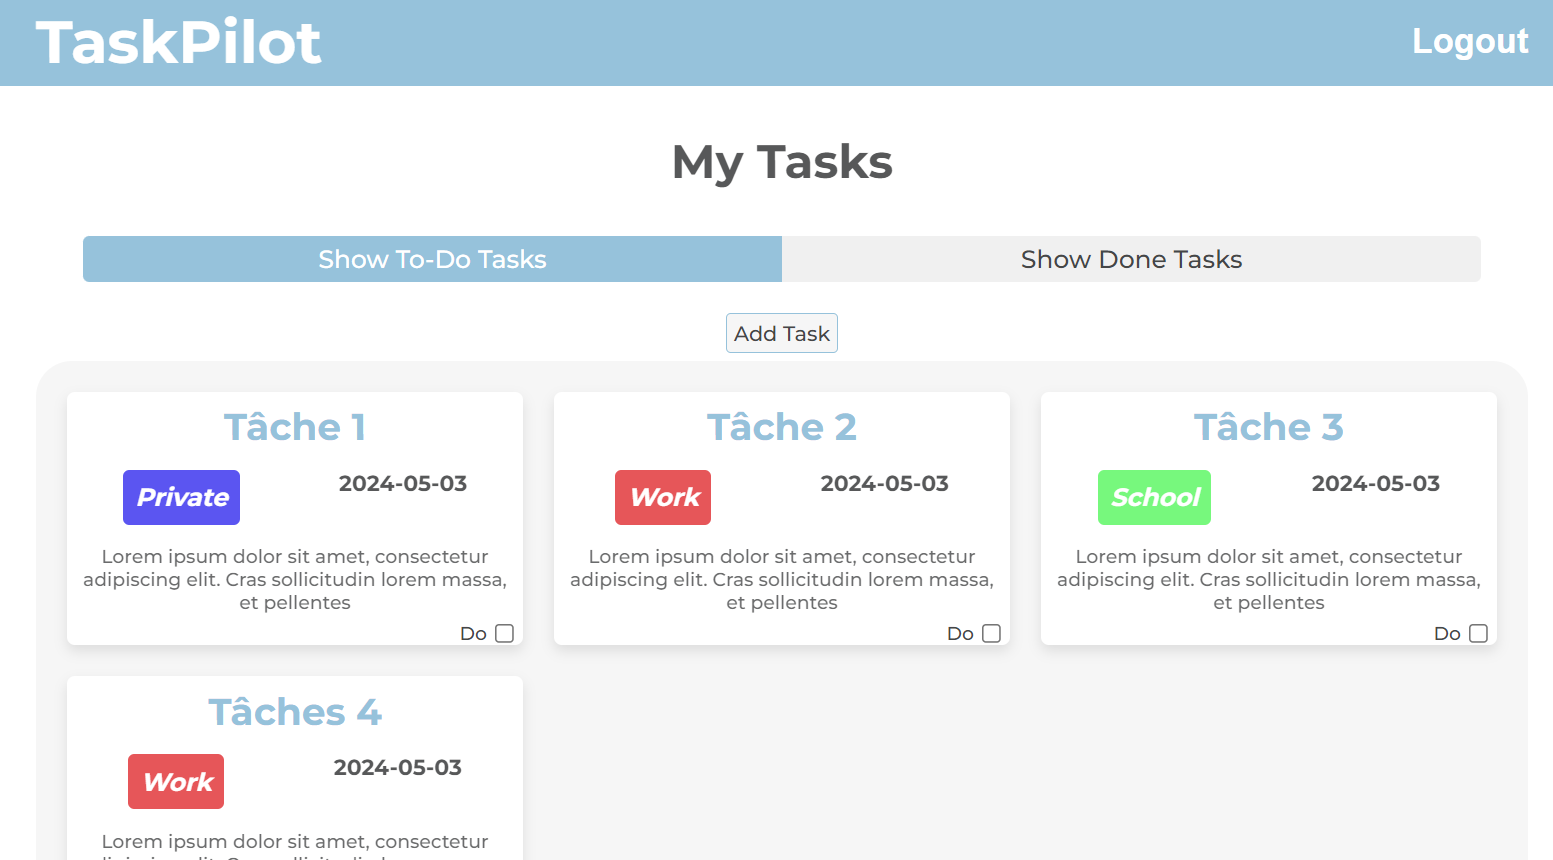 TaskPilot
Logout
My Tasks
Show To-Do Tasks
Show Done Tasks
Add Task
Tâche 1
Private
2024-05-03
Lorem ipsum dolor sit amet, consectetur
adipiscing elit. Cras sollicitudin lorem massa,
et pellentes
Do
Tâche 2
Work
2024-05-03
Lorem ipsum dolor sit amet, consectetur
adipiscing elit. Cras sollicitudin lorem massa,
et pellentes
Do
Tâche 3
School
2024-05-03
Lorem ipsum dolor sit amet, consectetur
adipiscing elit. Cras sollicitudin lorem massa,
et pellentes
Do
Tâches 4
Work
2024-05-03
Lorem ipsum dolor sit amet, consectetur